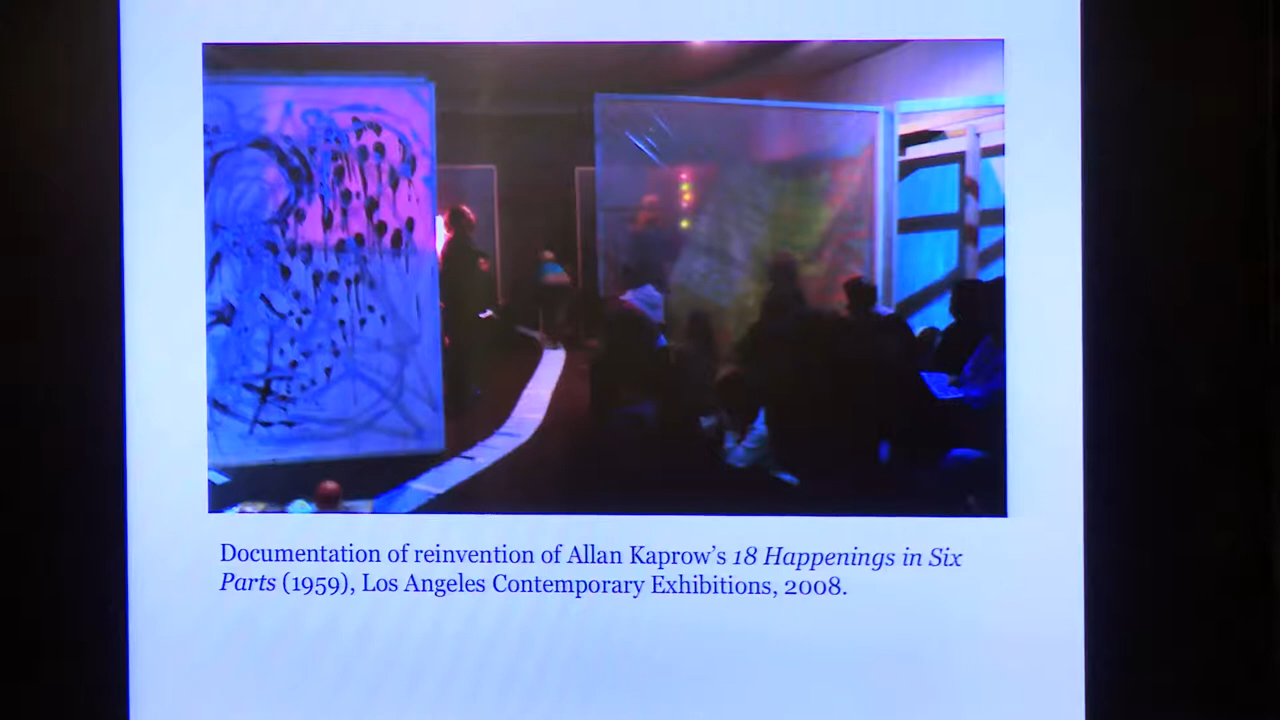 Documentation of reinvention of Allan Kaprow’s 18 Happenings in Six
Parts (1959), Los Angeles Contemporary Exhibitions, 2008.